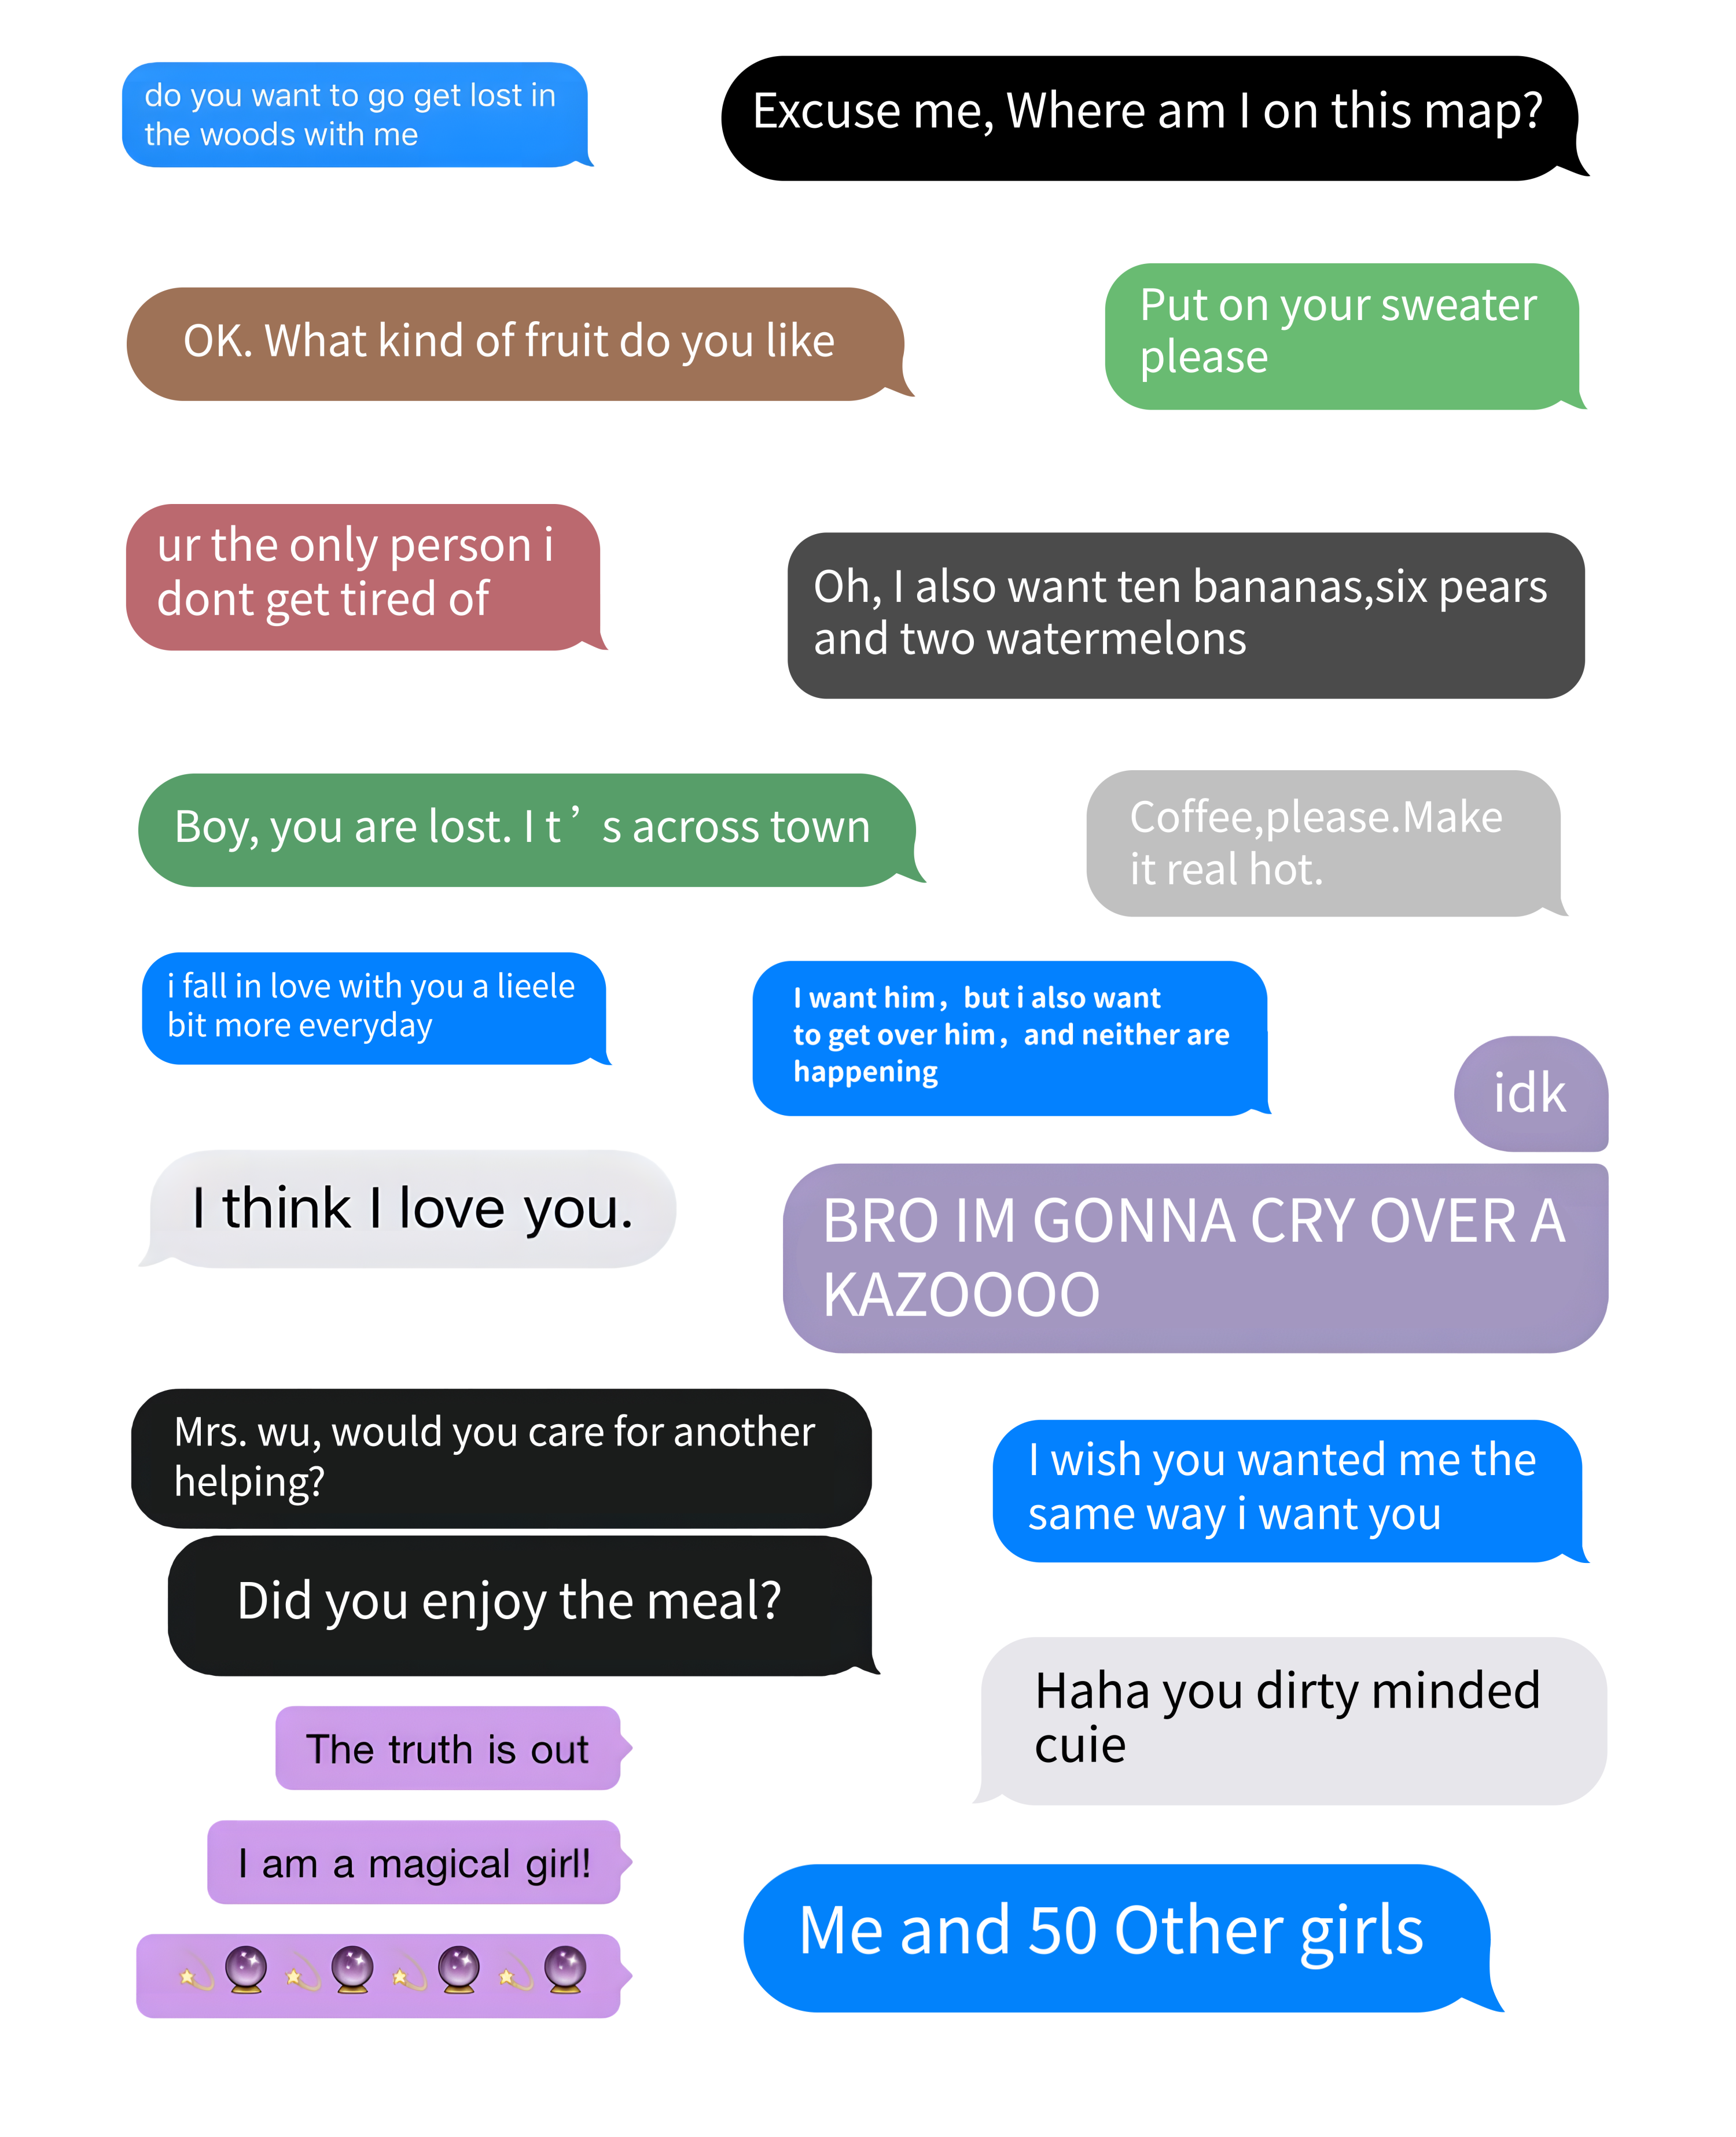 do you want to go get lost in
the woods with me
Excuse me, Where am I on this map?
OK. What kind of fruit do you like
Put on your sweater
please
ur the only person i
dont get tired of
Oh, I also want ten bananas,six pears
and two watermelons
Boy, you are lost. I t ’ s across town
Coffee,please.Make
it real hot.
i fall in love with you a lieele
bit more everyday
I want him，but i also want
to get over him，and neither are
happening
idk
I think I love you.
BRO IM GONNA CRY OVER A
KAZOOOO
Mrs. wu, would you care for another
helping?
Did you enjoy the meal?
I wish you wanted me the
same way i want you
Haha you dirty minded
cuie
The truth is out
I am a magical girl!
💫🔮💫🔮💫🔮💫🔮
Me and 50 Other girls